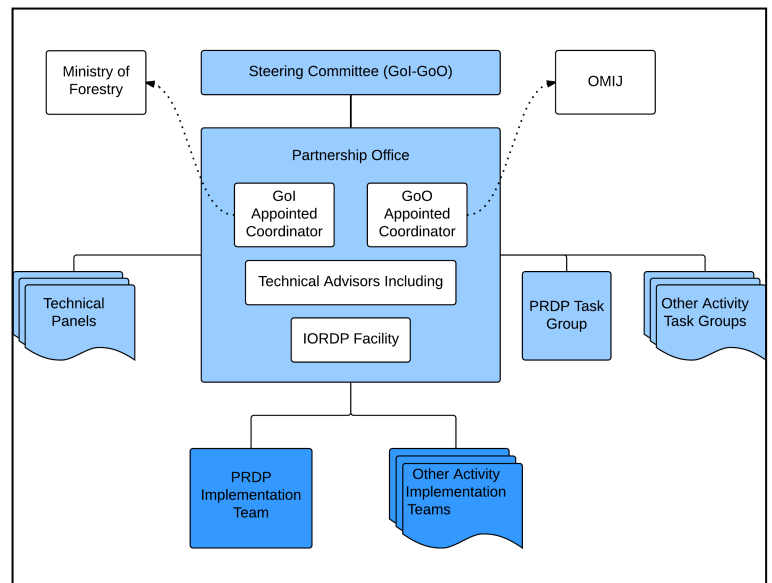 Steering Committee (GoI-GoO)
Ministry of
Forestry
OMIJ
Partnership Office
GoI
Appointed
Coordinator
GoO
Appointed
Coordinator
Technical Advisors Including
IORDP Facility
Technical
Panels
PRDP Task
Group
Other Activity
Task Groups
PRDP
Implementation
Team
Other Activity
Implementation
Teams